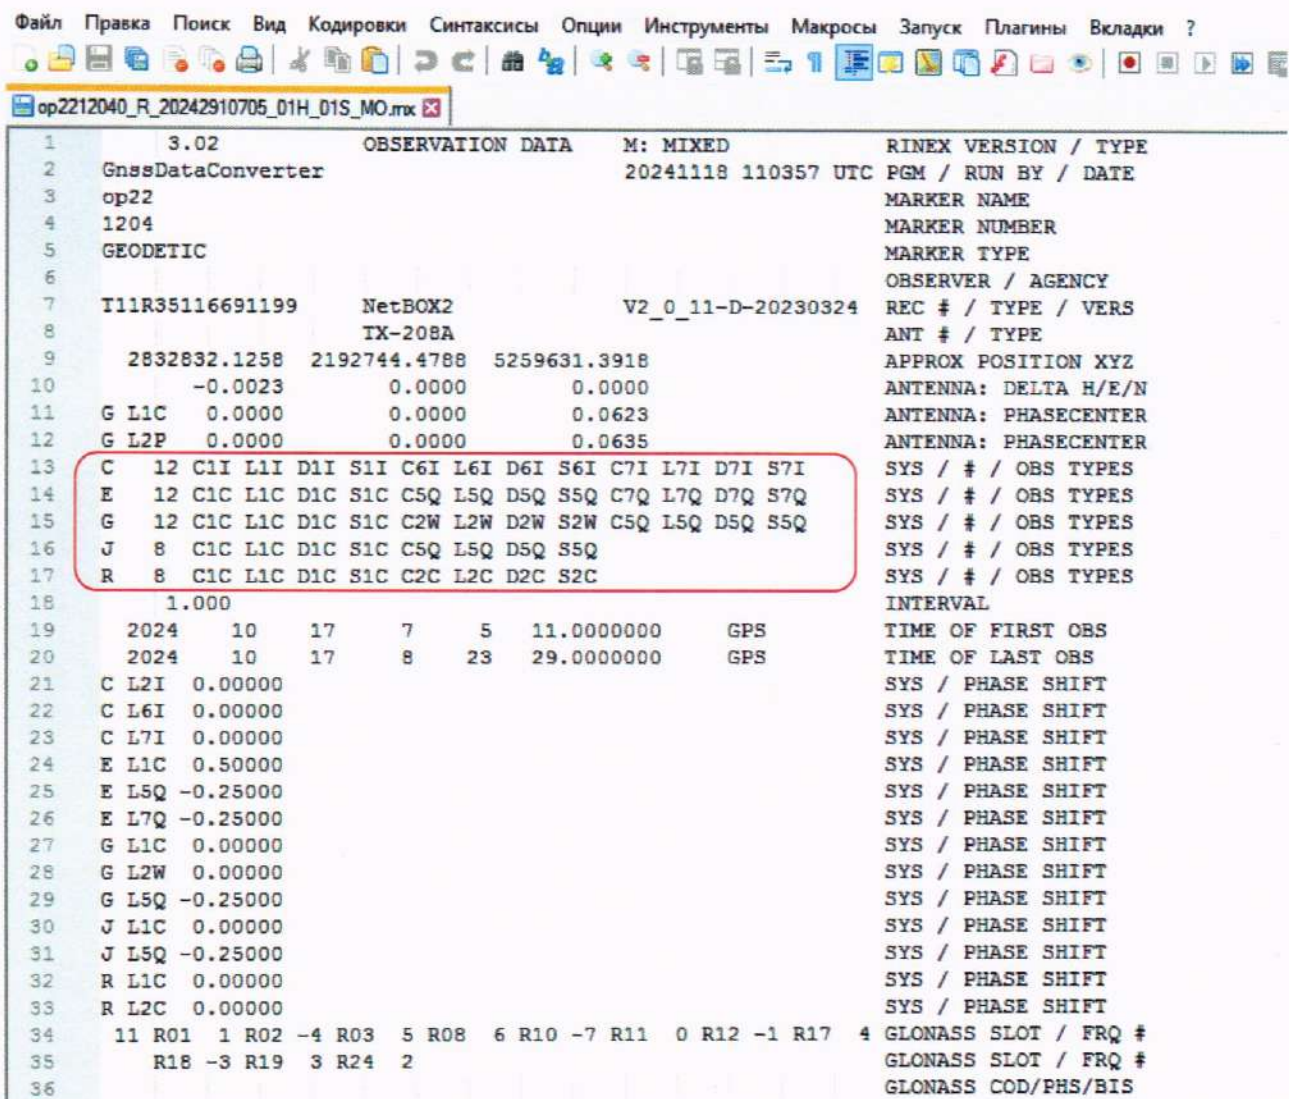 Файл Правка Поиск Вид Кодировки Синтаксисы Опции Инструменты Макросы Запуск Плагины Вкладки ?
op2212040_R_20242910705_01H_01S_MO.rnx
1 3.02 OBSERVATION DATA M: MIXED RINEX VERSION / TYPE
2 GnssDataConverter 20241118 110357 UTC PGM / RUN BY / DATE
3 op22 MARKER NAME
4 1204 MARKER NUMBER
5 GEODETIC MARKER TYPE
6 OBSERVER / AGENCY
7 T11R35116691199 NetBOX2 V2_0_11-D-20230324 REC # / TYPE / VERS
8 TX-208A ANT # / TYPE
9 2832832.1258 2192744.4788 5259631.3918 APPROX POSITION XYZ
10 -0.0023 0.0000 0.0000 ANTENNA: DELTA H/E/N
11 G L1C 0.0000 0.0000 0.0623 ANTENNA: PHASECENTER
12 G L2P 0.0000 0.0000 0.0635 ANTENNA: PHASECENTER
13 C 12 C1I L1I D1I S1I C6I L6I D6I S6I C7I L7I D7I S7I SYS / # / OBS TYPES
14 E 12 C1C L1C D1C S1C C5Q L5Q D5Q S5Q C7Q L7Q D7Q S7Q SYS / # / OBS TYPES
15 G 12 C1C L1C D1C S1C C2W L2W D2W S2W C5Q L5Q D5Q S5Q SYS / # / OBS TYPES
16 J 8 C1C L1C D1C S1C C5Q L5Q D5Q S5Q SYS / # / OBS TYPES
17 R 8 C1C L1C D1C S1C C2C L2C D2C S2C SYS / # / OBS TYPES
18 1.000 INTERVAL
19 2024 10 17 7 5 11.0000000 GPS TIME OF FIRST OBS
20 2024 10 17 8 23 29.0000000 GPS TIME OF LAST OBS
21 C L2I 0.00000 SYS / PHASE SHIFT
22 C L6I 0.00000 SYS / PHASE SHIFT
23 C L7I 0.00000 SYS / PHASE SHIFT
24 E L1C 0.50000 SYS / PHASE SHIFT
25 E L5Q -0.25000 SYS / PHASE SHIFT
26 E L7Q -0.25000 SYS / PHASE SHIFT
27 G L1C 0.00000 SYS / PHASE SHIFT
28 G L2W 0.00000 SYS / PHASE SHIFT
29 G L5Q -0.25000 SYS / PHASE SHIFT
30 J L1C 0.00000 SYS / PHASE SHIFT
31 J L5Q -0.25000 SYS / PHASE SHIFT
32 R L1C 0.00000 SYS / PHASE SHIFT
33 R L2C 0.00000 SYS / PHASE SHIFT
34 11 R01 1 R02 -4 R03 5 R08 6 R10 -7 R11 0 R12 -1 R17 4 GLONASS SLOT / FRQ #
35 R18 -3 R19 3 R24 2 GLONASS SLOT / FRQ #
36 GLONASS COD/PHS/BIS